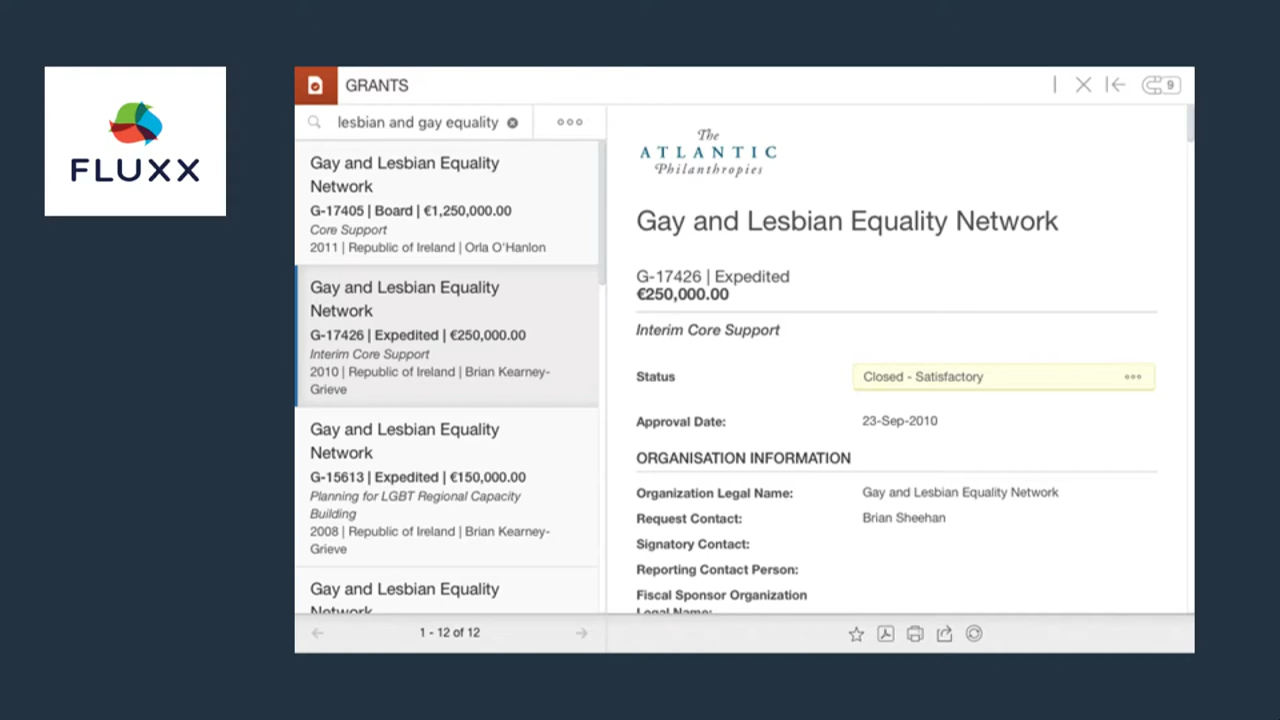 FLUXX
GRANTS
9
lesbian and gay equality
Gay and Lesbian Equality
Network
G-17405 | Board | €1,250,000.00
Core Support
2011 | Republic of Ireland | Orla O'Hanlon
Gay and Lesbian Equality
Network
G-17426 | Expedited | €250,000.00
Interim Core Support
2010 | Republic of Ireland | Brian Kearney-
Grieve
Gay and Lesbian Equality
Network
G-15613 | Expedited | €150,000.00
Planning for LGBT Regional Capacity
Building
2008 | Republic of Ireland | Brian Kearney-
Grieve
Gay and Lesbian Equality
Network
1 - 12 of 12
The
ATLANTIC
Philanthropies
Gay and Lesbian Equality Network
G-17426 | Expedited
€250,000.00
Interim Core Support
Status Closed - Satisfactory
Approval Date: 23-Sep-2010
ORGANISATION INFORMATION
Organization Legal Name: Gay and Lesbian Equality Network
Request Contact: Brian Sheehan
Signatory Contact:
Reporting Contact Person:
Fiscal Sponsor Organization
Legal Name: